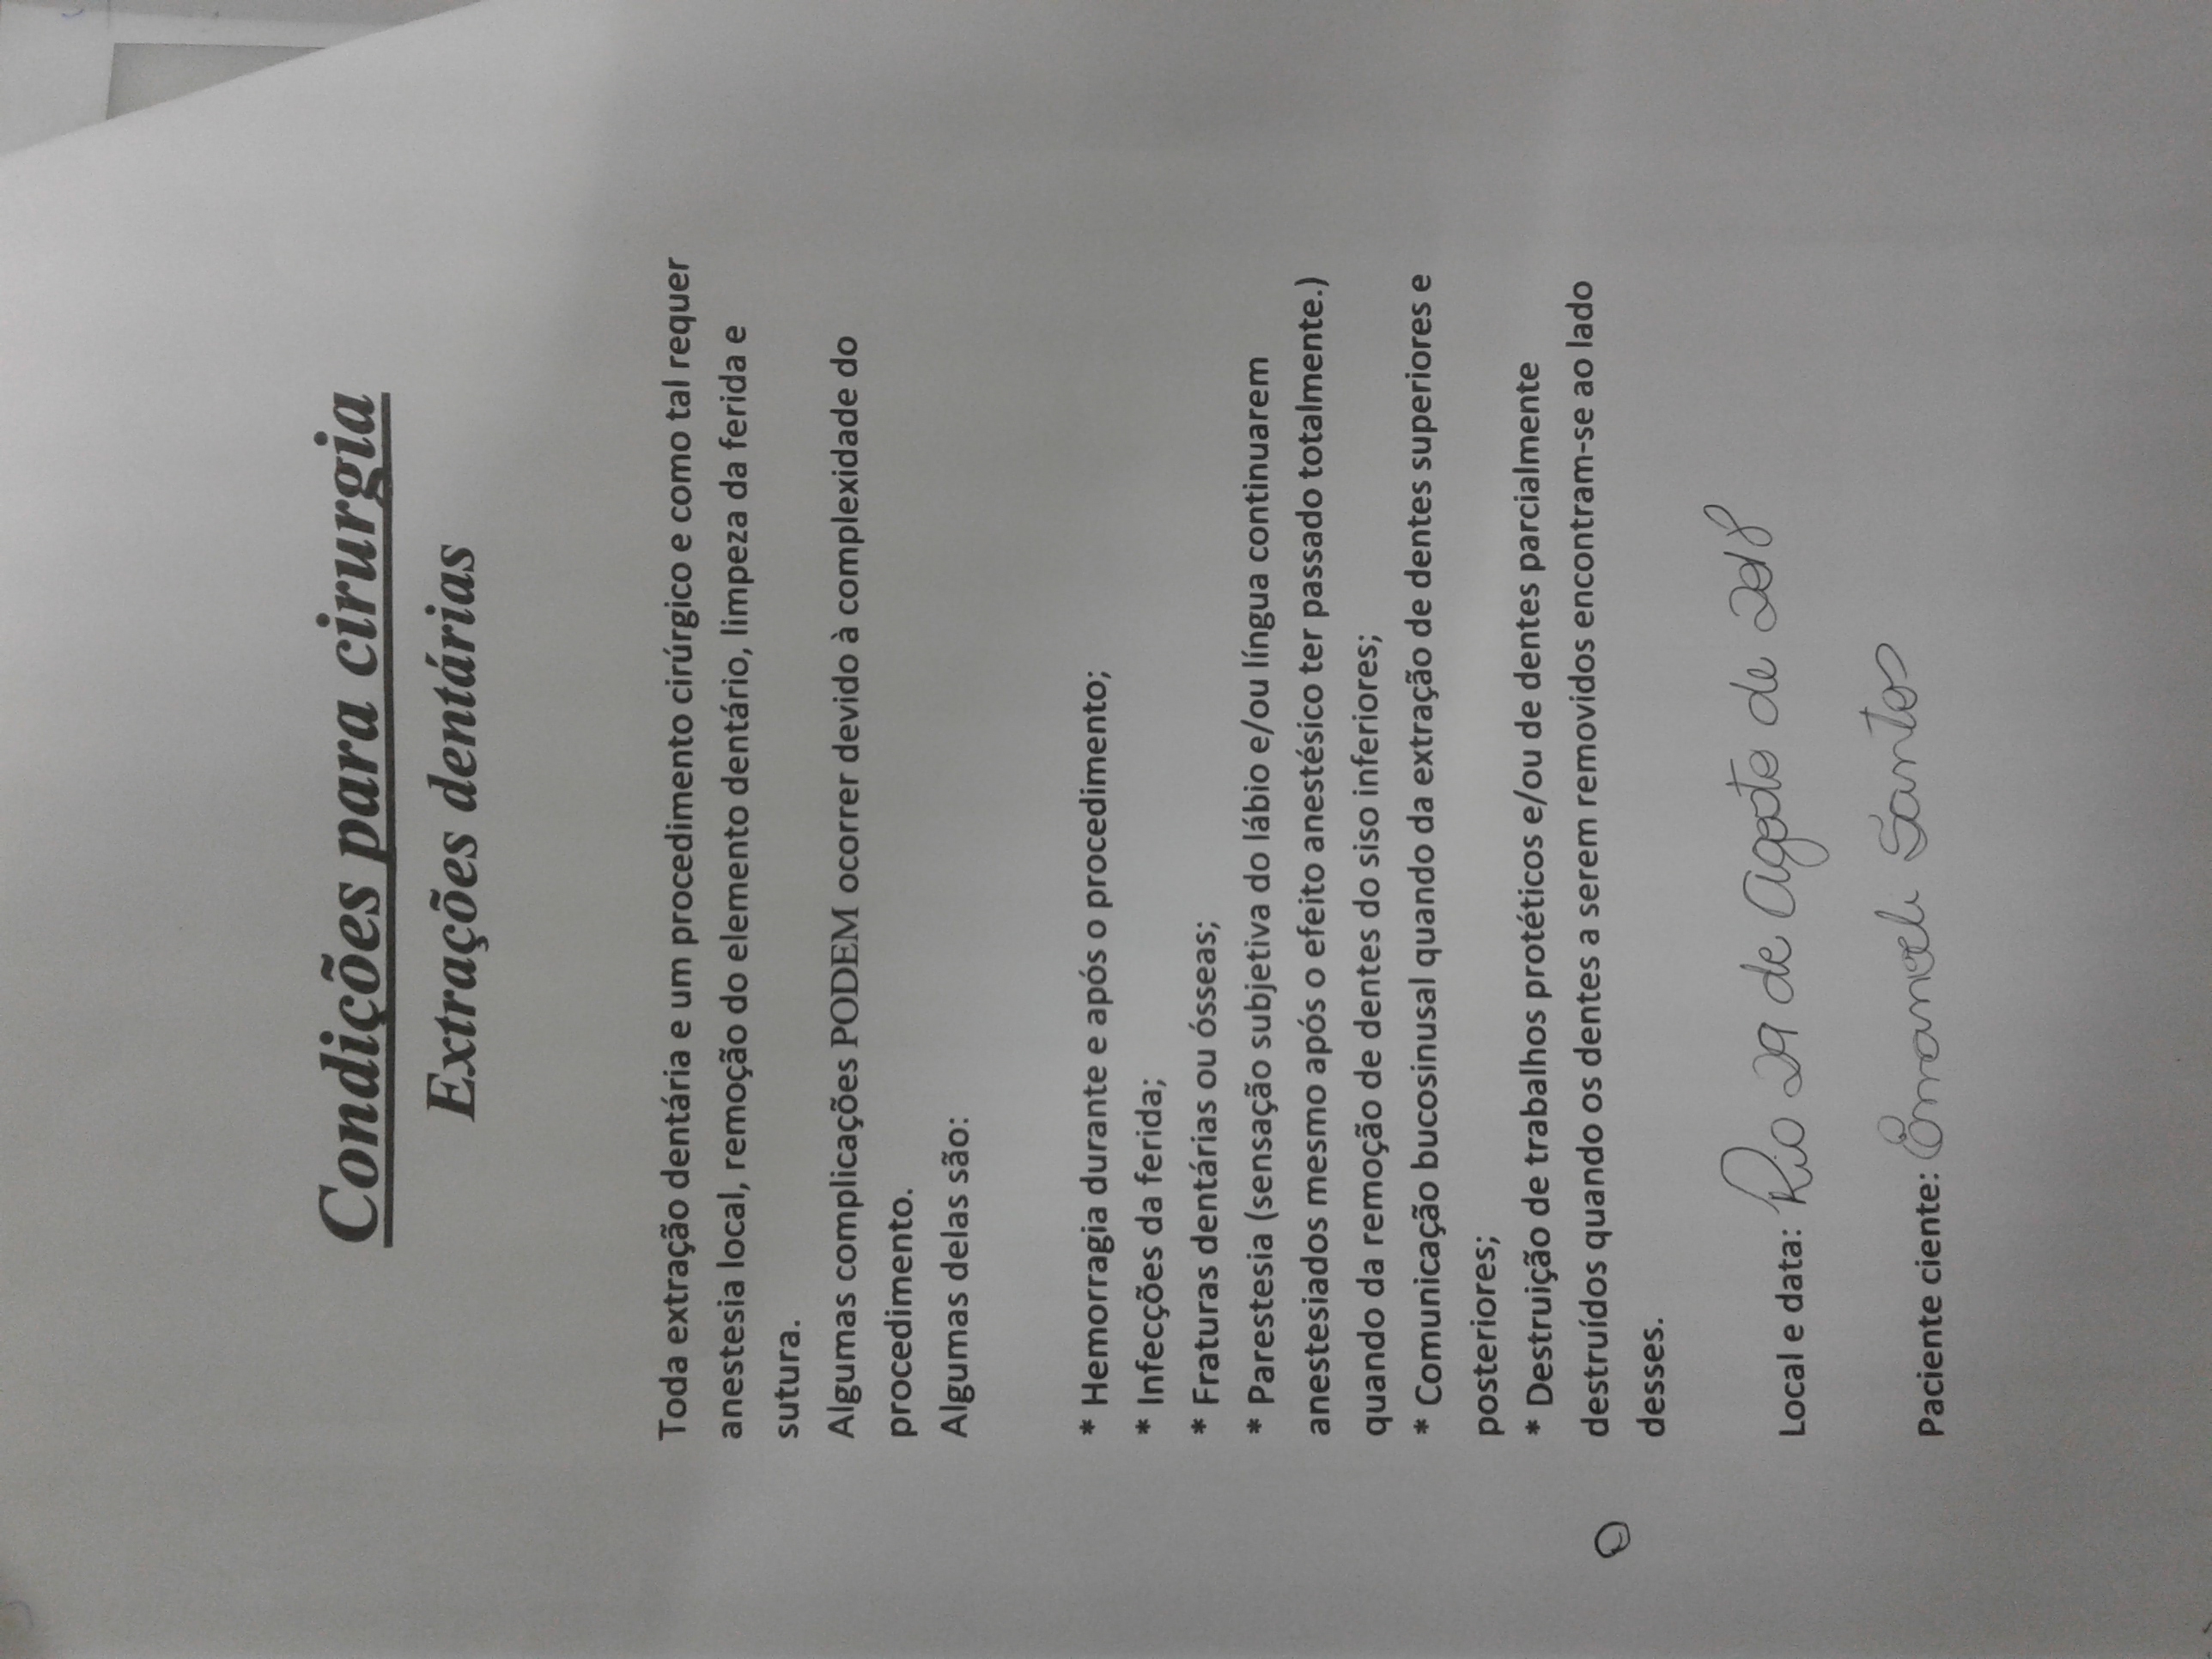 Condições para cirurgia
Extrações dentárias
Toda extração dentária e um procedimento cirúrgico e como tal requer
anestesia local, remoção do elemento dentário, limpeza da ferida e
sutura.
Algumas complicações PODEM ocorrer devido à complexidade do
procedimento.
Algumas delas são:
* Hemorragia durante e após o procedimento;
* Infecções da ferida;
* Fraturas dentárias ou ósseas;
* Parestesia (sensação subjetiva do lábio e/ou língua continuarem
anestesiados mesmo após o efeito anestésico ter passado totalmente.)
quando da remoção de dentes do siso inferiores;
* Comunicação bucosinusal quando da extração de dentes superiores e
posteriores;
* Destruição de trabalhos protéticos e/ou de dentes parcialmente
destruídos quando os dentes a serem removidos encontram-se ao lado
desses.
Local e data: Rio 29 de Agosto de 2018
Paciente ciente: Emanoeli Santos